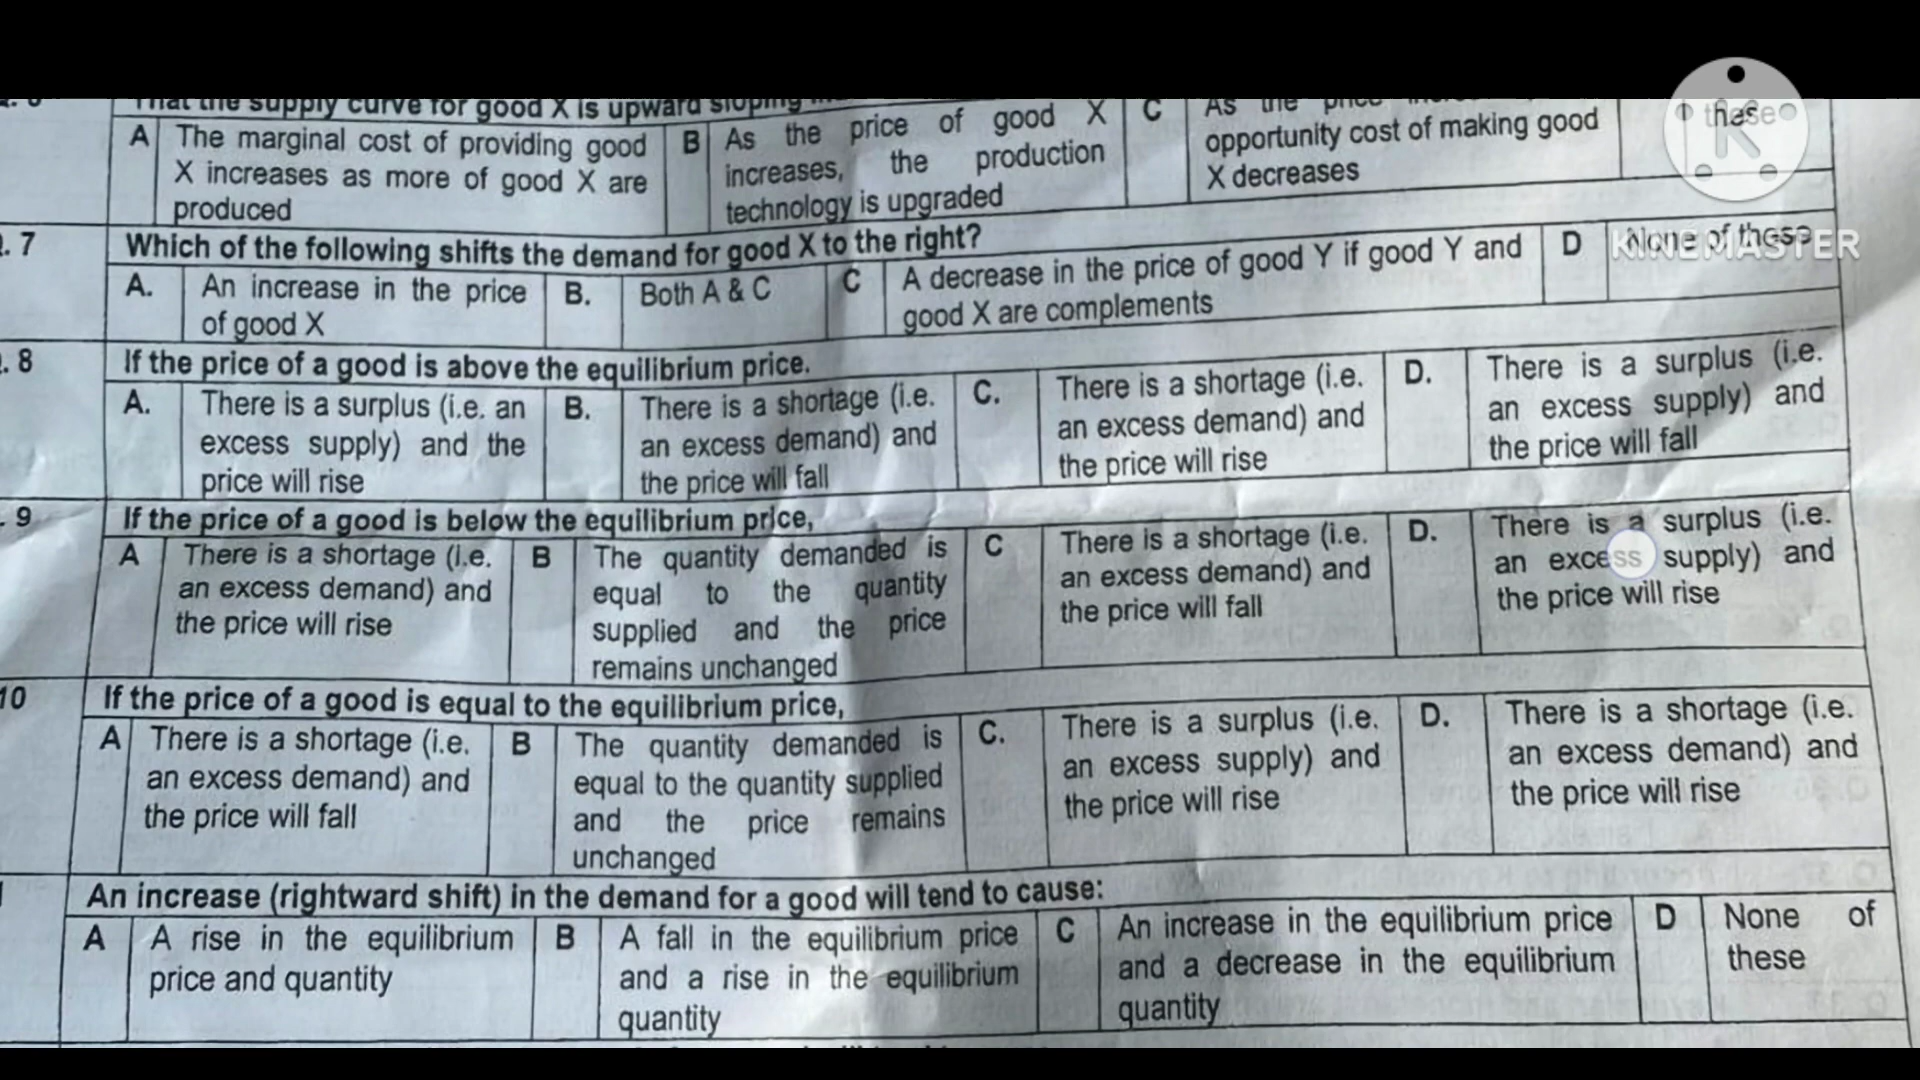 That the supply curve for good X is upward sloping
A The marginal cost of providing good X increases as more of good X are produced
B As the price of good X increases, the production technology is upgraded
C As the price opportunity cost of making good X decreases
these
. 7 Which of the following shifts the demand for good X to the right?
A. An increase in the price of good X
B. Both A & C
C A decrease in the price of good Y if good Y and good X are complements
D None of these
KINEMASTER
. 8 If the price of a good is above the equilibrium price.
A. There is a surplus (i.e. an excess supply) and the price will rise
B. There is a shortage (i.e. an excess demand) and the price will fall
C. There is a shortage (i.e. an excess demand) and the price will rise
D. There is a surplus (i.e. an excess supply) and the price will fall
. 9 If the price of a good is below the equilibrium price,
A There is a shortage (i.e. an excess demand) and the price will rise
B The quantity demanded is equal to the quantity supplied and the price remains unchanged
C There is a shortage (i.e. an excess demand) and the price will fall
D. There is a surplus (i.e. an excess supply) and the price will rise
10 If the price of a good is equal to the equilibrium price,
A There is a shortage (i.e. an excess demand) and the price will fall
B The quantity demanded is equal to the quantity supplied and the price remains unchanged
C. There is a surplus (i.e. an excess supply) and the price will rise
D. There is a shortage (i.e. an excess demand) and the price will rise
An increase (rightward shift) in the demand for a good will tend to cause:
A A rise in the equilibrium price and quantity
B A fall in the equilibrium price and a rise in the equilibrium quantity
C An increase in the equilibrium price and a decrease in the equilibrium quantity
D None of these